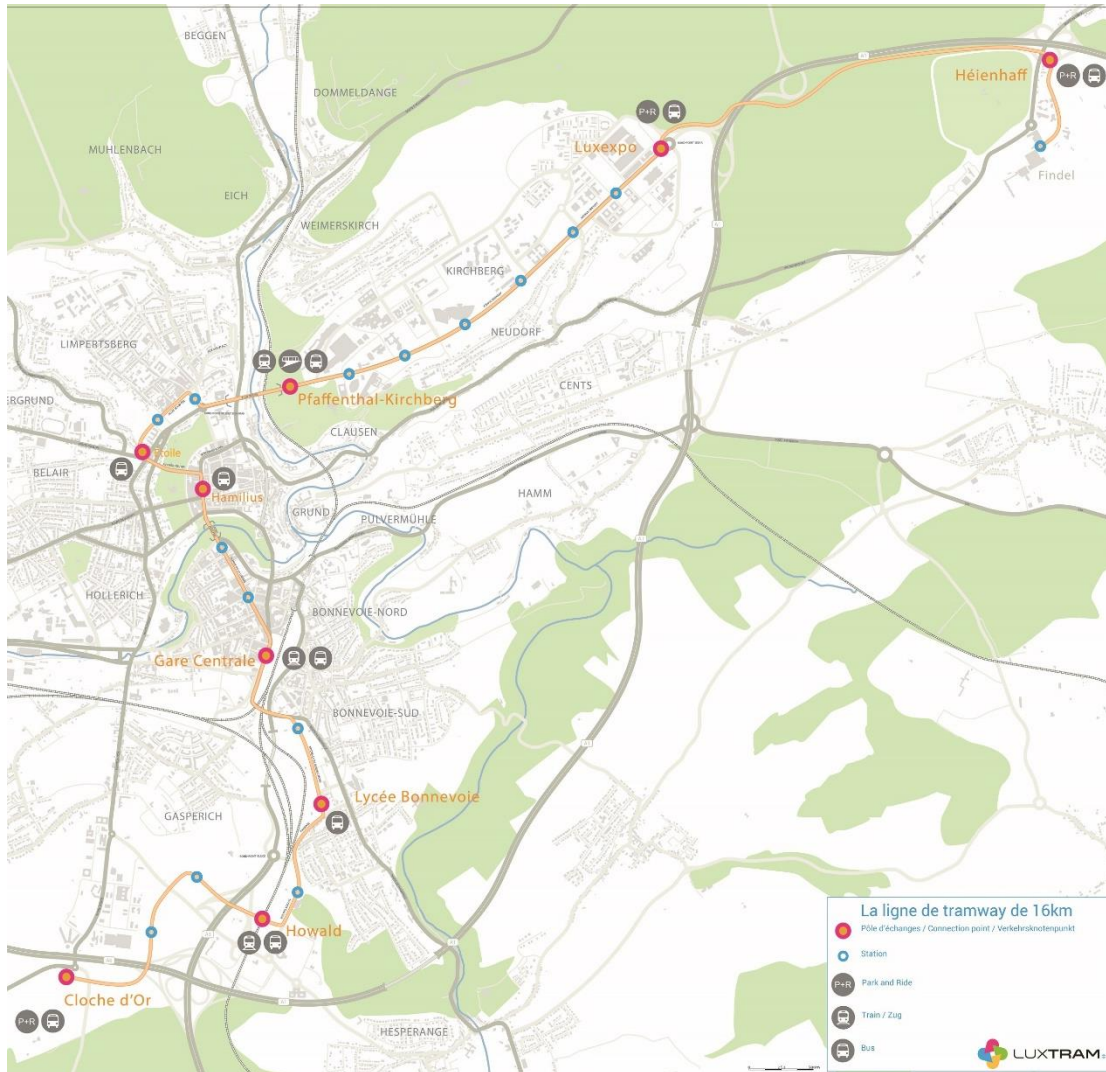 BEGGEN
DOMMELDANGE
MUHLENBACH
EICH
WEIMERSKIRCH
Héienhaff
P+R
P+R
Luxexpo
Findel
KIRCHBERG
LIMPERTSBERG
NEUDORF
Pfaffenthal-Kirchberg
CENTS
ERGRUND
CLAUSEN
Étoile
BELAIR
Hamilius
HAMM
GRUND
PULVERMÜHLE
HOLLERICH
BONNEVOIE-NORD
Gare Centrale
BONNEVOIE-SUD
Lycée Bonnevoie
GASPERICH
Howald
Cloche d'Or
P+R
HESPERANGE
La ligne de tramway de 16km
Pôle d'échanges / Connection point / Verkehrsknotenpunkt
Station
P+R Park and Ride
Train / Zug
Bus
LUXTRAM